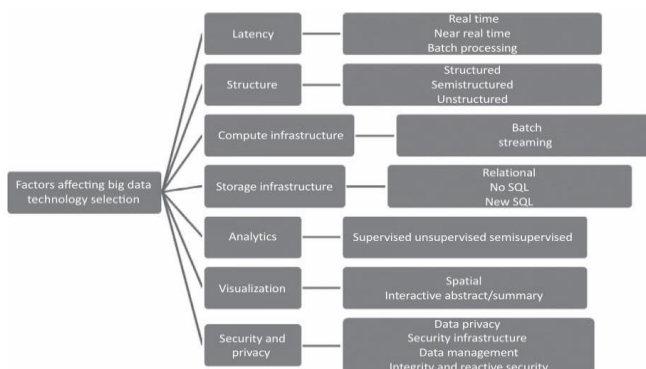 Factors affecting big data
technology selection
Latency
Real time
Near real time
Batch processing
Structure
Structured
Semistructured
Unstructured
Compute infrastructure
Batch
streaming
Storage infrastructure
Relational
No SQL
New SQL
Analytics
Supervised unsupervised semisupervised
Visualization
Spatial
Interactive abstract/summary
Security and
privacy
Data privacy
Security infrastructure
Data management
Integrity and reactive security